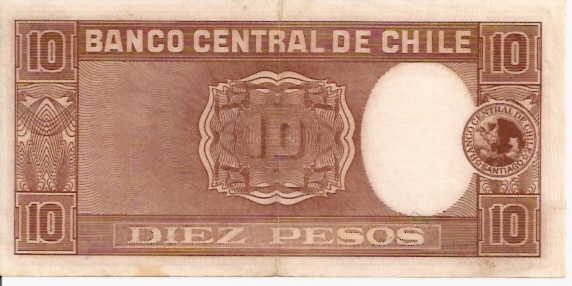 10 BANCO CENTRAL DE CHILE 10
10
BANCO CENTRAL DE CHILE
SANTIAGO
10 DIEZ PESOS 10